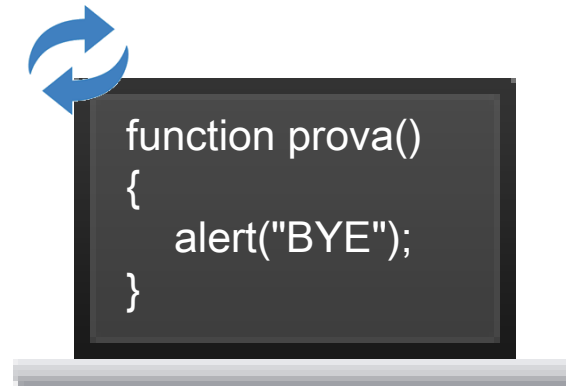 function prova()
{
alert("BYE");
}